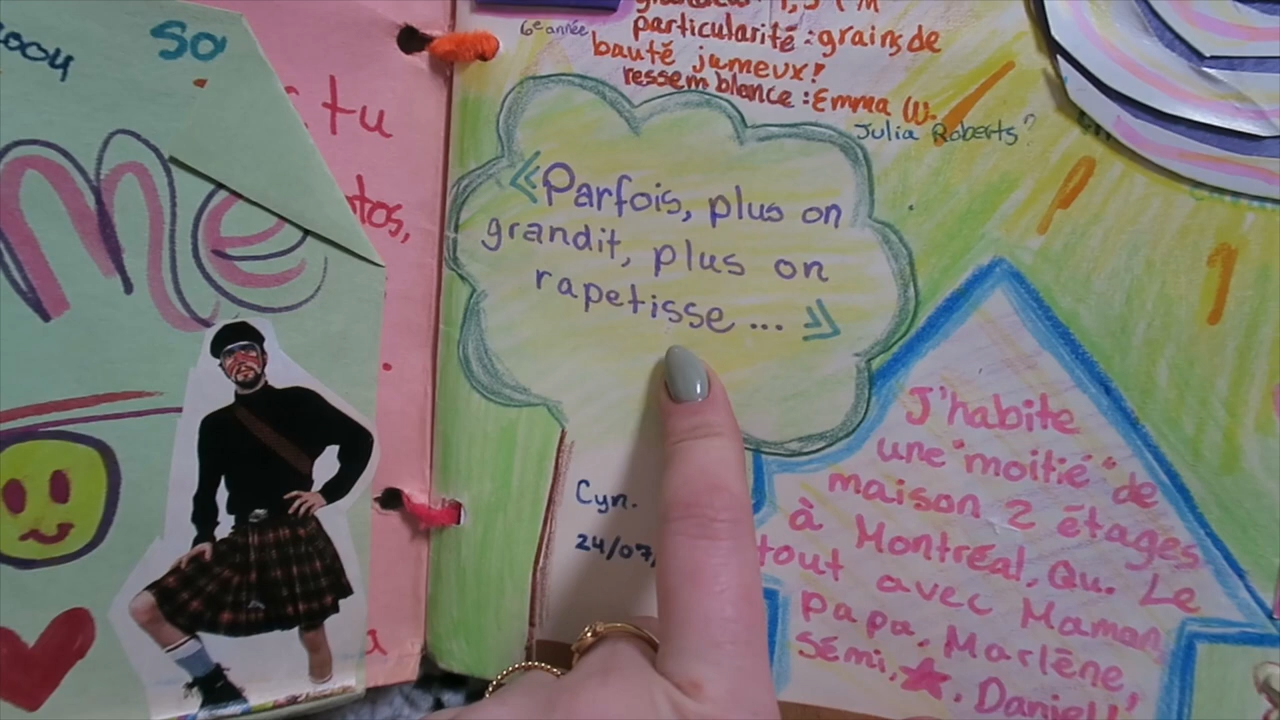 2004
So
me
tu
tos,
a
6e année
particularité : grains de
bauté jumeux!
ressemblance : Emma W.
Julia Roberts?
« Parfois, plus on
grandit, plus on
rapetisse... »
Cyn.
24/07,
J'habite
une "moitié" de
maison 2 étages
à Montréal, Qu. Le
tout avec Maman,
papa, Marlène,
Sémi, ★, Daniel!